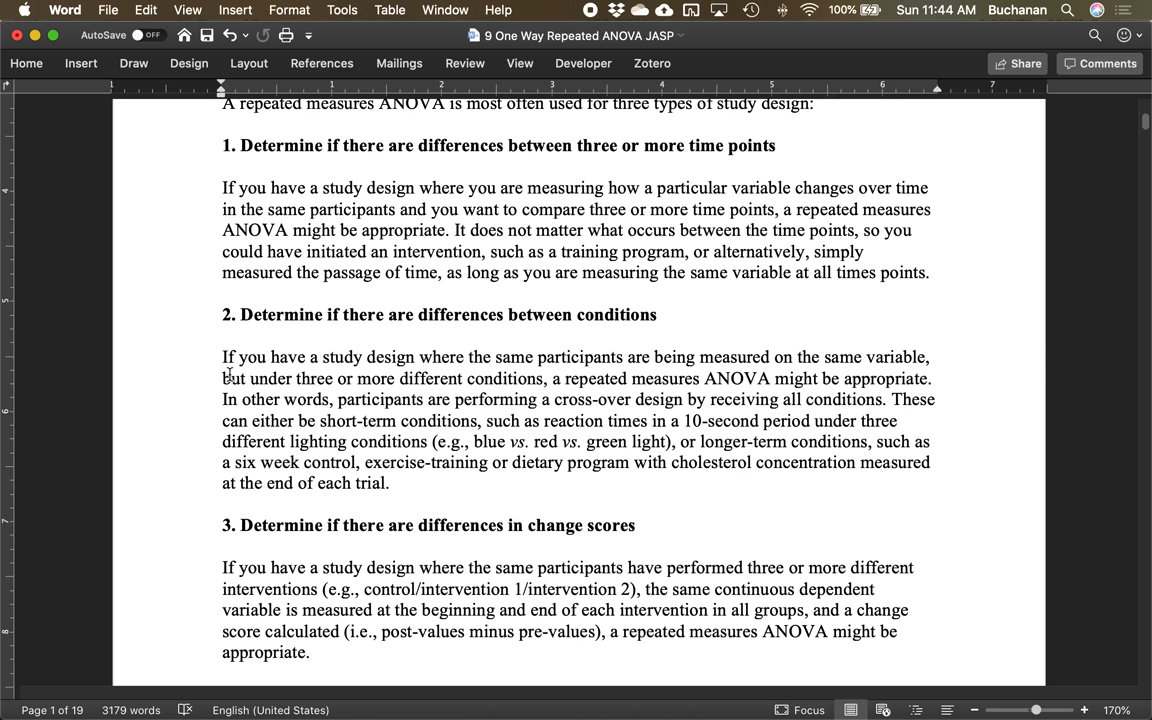 Word File Edit View Insert Format Tools Table Window Help 100% Sun 11:44 AM Buchanan
AutoSave OFF 9 One Way Repeated ANOVA JASP
Home Insert Draw Design Layout References Mailings Review View Developer Zotero Share Comments
1 1 2 3 4 5 6 7
A repeated measures ANOVA is most often used for three types of study design:
1. Determine if there are differences between three or more time points
If you have a study design where you are measuring how a particular variable changes over time
in the same participants and you want to compare three or more time points, a repeated measures
ANOVA might be appropriate. It does not matter what occurs between the time points, so you
could have initiated an intervention, such as a training program, or alternatively, simply
measured the passage of time, as long as you are measuring the same variable at all times points.
2. Determine if there are differences between conditions
If you have a study design where the same participants are being measured on the same variable,
but under three or more different conditions, a repeated measures ANOVA might be appropriate.
In other words, participants are performing a cross-over design by receiving all conditions. These
can either be short-term conditions, such as reaction times in a 10-second period under three
different lighting conditions (e.g., blue vs. red vs. green light), or longer-term conditions, such as
a six week control, exercise-training or dietary program with cholesterol concentration measured
at the end of each trial.
3. Determine if there are differences in change scores
If you have a study design where the same participants have performed three or more different
interventions (e.g., control/intervention 1/intervention 2), the same continuous dependent
variable is measured at the beginning and end of each intervention in all groups, and a change
score calculated (i.e., post-values minus pre-values), a repeated measures ANOVA might be
appropriate.
4
5
6
7
8
Page 1 of 19 3179 words English (United States) Focus 170%